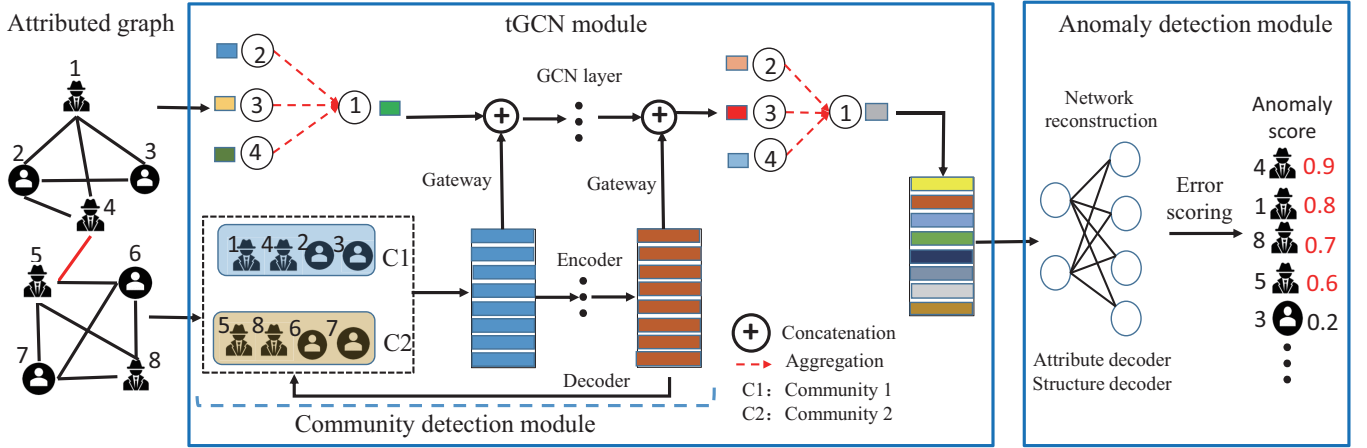 Attributed graph
1
2
3
4
5
6
7
8
tGCN module
2
3
4
1
GCN layer
2
3
4
1
Gateway
Gateway
1 4 2 3
C1
5 8 6 7
C2
Encoder
Decoder
Community detection module
Concatenation
Aggregation
C1: Community 1
C2: Community 2
Anomaly detection module
Network
reconstruction
Attribute decoder
Structure decoder
Error
scoring
Anomaly
score
4 0.9
1 0.8
8 0.7
5 0.6
3 0.2